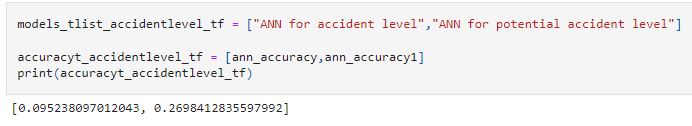 models_tlist_accidentlevel_tf = ["ANN for accident level","ANN for potential accident level"]
accuracyt_accidentlevel_tf = [ann_accuracy,ann_accuracy1]
print(accuracyt_accidentlevel_tf)
[0.095238097012043, 0.2698412835597992]